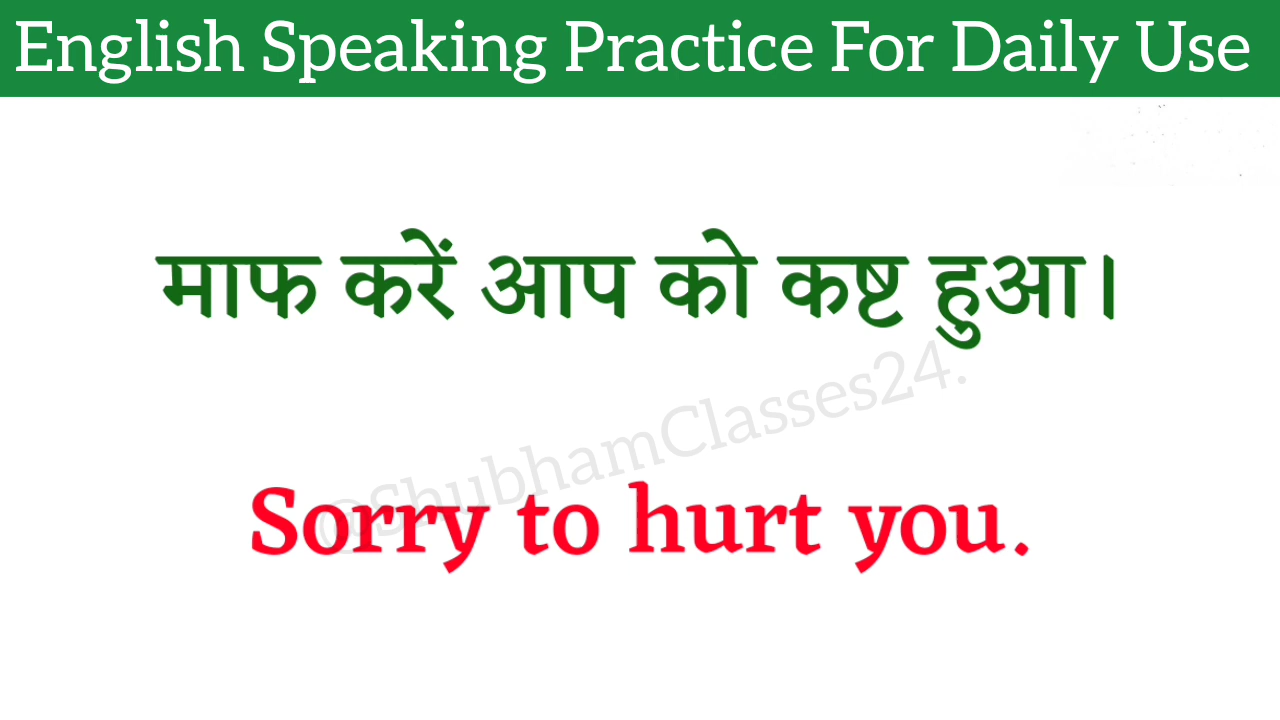 English Speaking Practice For Daily Use
माफ करें आप को कष्ट हुआ।
@ShubhamClasses24.
Sorry to hurt you.